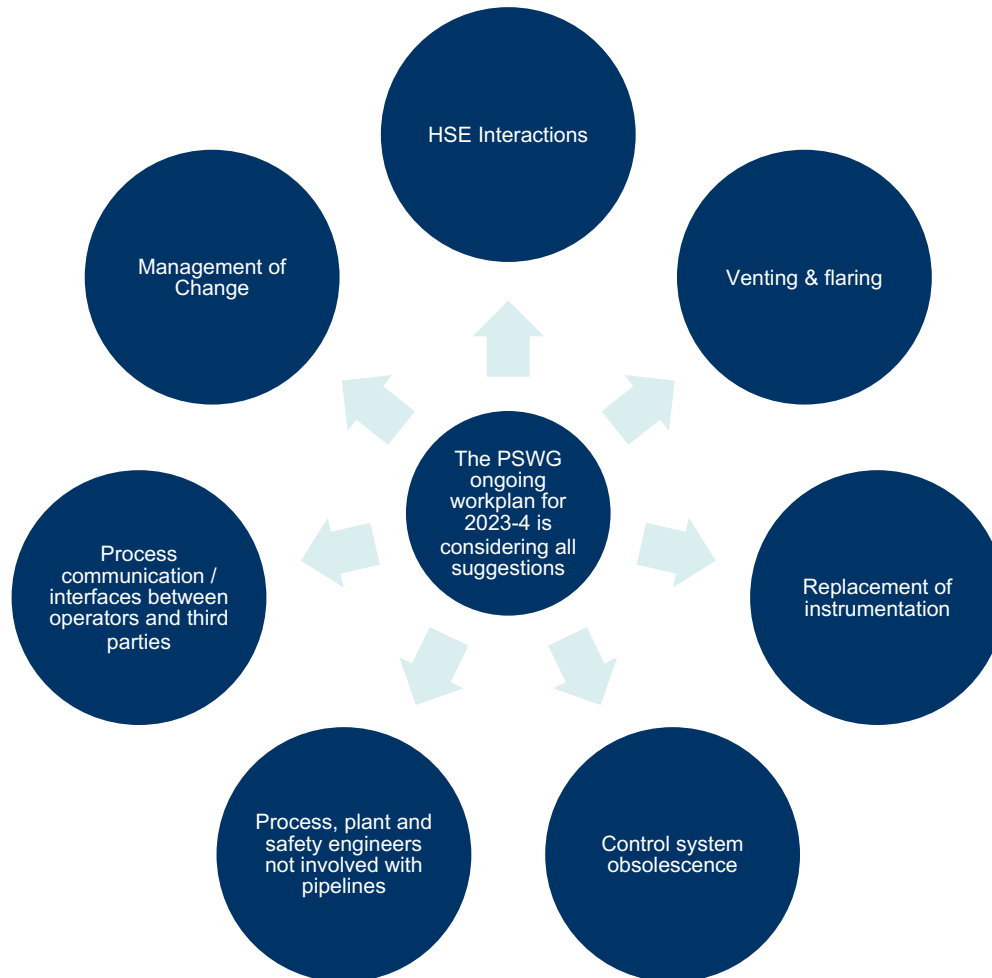 HSE Interactions
Management of
Change
Venting & flaring
The PSWG
ongoing
workplan for
2023-4 is
considering all
suggestions
Process
communication /
interfaces between
operators and third
parties
Replacement of
instrumentation
Process, plant and
safety engineers
not involved with
pipelines
Control system
obsolescence